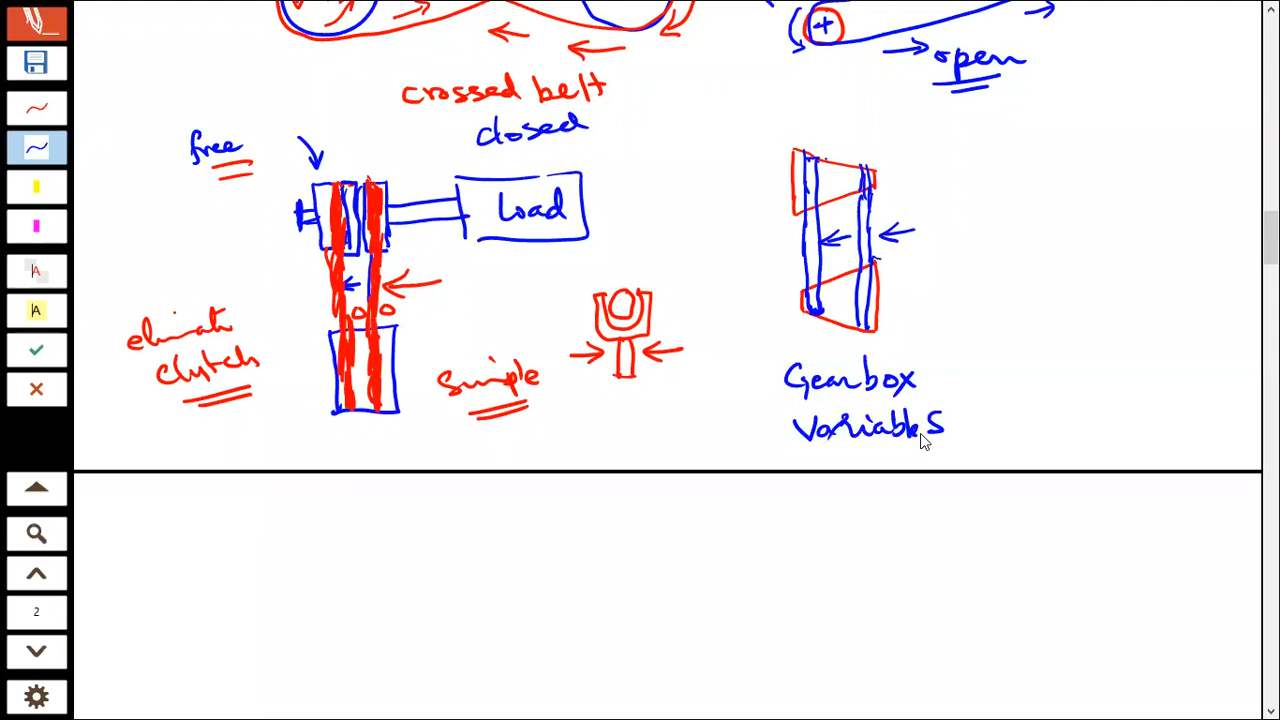 open
crossed belt
closed
free
Load
eliminate
clutch
simple
Gearbox
Variables
A
A
2